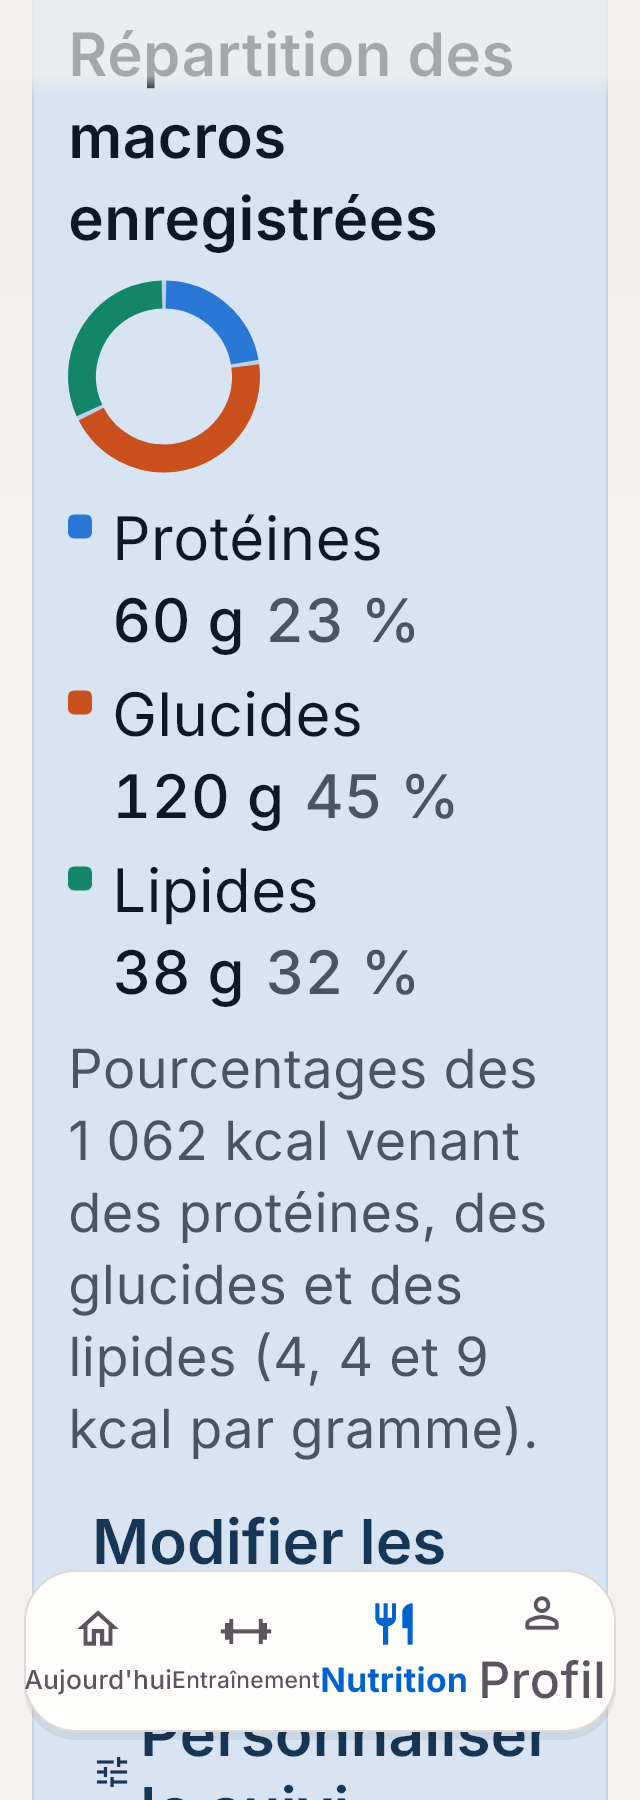 Répartition des
macros
enregistrées
Protéines
60 g 23 %
Glucides
120 g 45 %
Lipides
38 g 32 %
Pourcentages des
1 062 kcal venant
des protéines, des
glucides et des
lipides (4, 4 et 9
kcal par gramme).
Modifier les
Aujourd'hui Entraînement Nutrition Profil
Personnaliser
le suivi